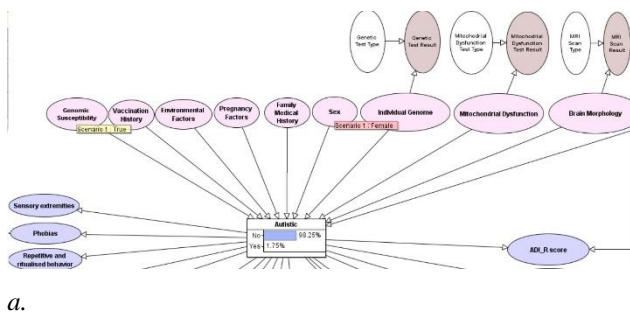 Genetic
Test Type
Genetic
Test Result
Mitochodrial
Dysfunction
Test Type
Mitochodrial
Dysfunction
Test Result
MRI
Scan
Type
MRI
Scan
Result
Genomic
Susceptibility
Vaccination
History
Environmental
Factors
Pregnancy
Factors
Family
Medical
History
Sex
Individual Genome
Mitochondrial Dysfunction
Brain Morphology
Scenario 1 : True
Scenario 1 : Female
Sensory extremities
Phobias
Repetitive and
ritualised behavior
Autistic
No 98.25%
Yes 1.75%
ADI_R score
a.